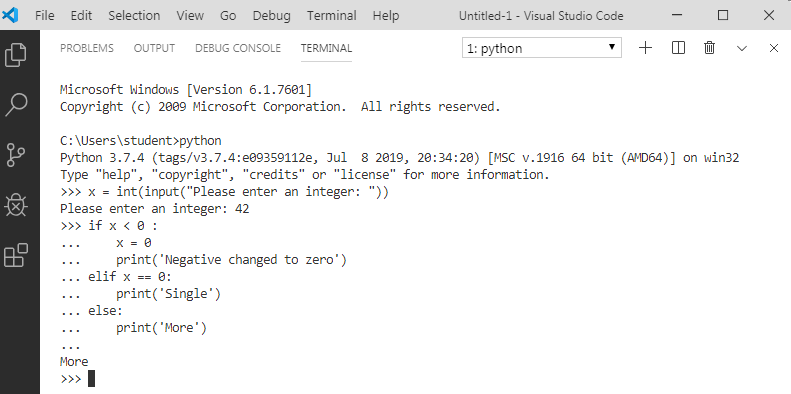 File Edit Selection View Go Debug Terminal Help Untitled-1 - Visual Studio Code
PROBLEMS OUTPUT DEBUG CONSOLE TERMINAL 1: python
Microsoft Windows [Version 6.1.7601]
Copyright (c) 2009 Microsoft Corporation.  All rights reserved.
C:\Users\student>python
Python 3.7.4 (tags/v3.7.4:e09359112e, Jul  8 2019, 20:34:20) [MSC v.1916 64 bit (AMD64)] on win32
Type "help", "copyright", "credits" or "license" for more information.
>>> x = int(input("Please enter an integer: "))
Please enter an integer: 42
>>> if x < 0 :
...     x = 0
...     print('Negative changed to zero')
... elif x == 0:
...     print('Single')
... else:
...     print('More')
...
More
>>>